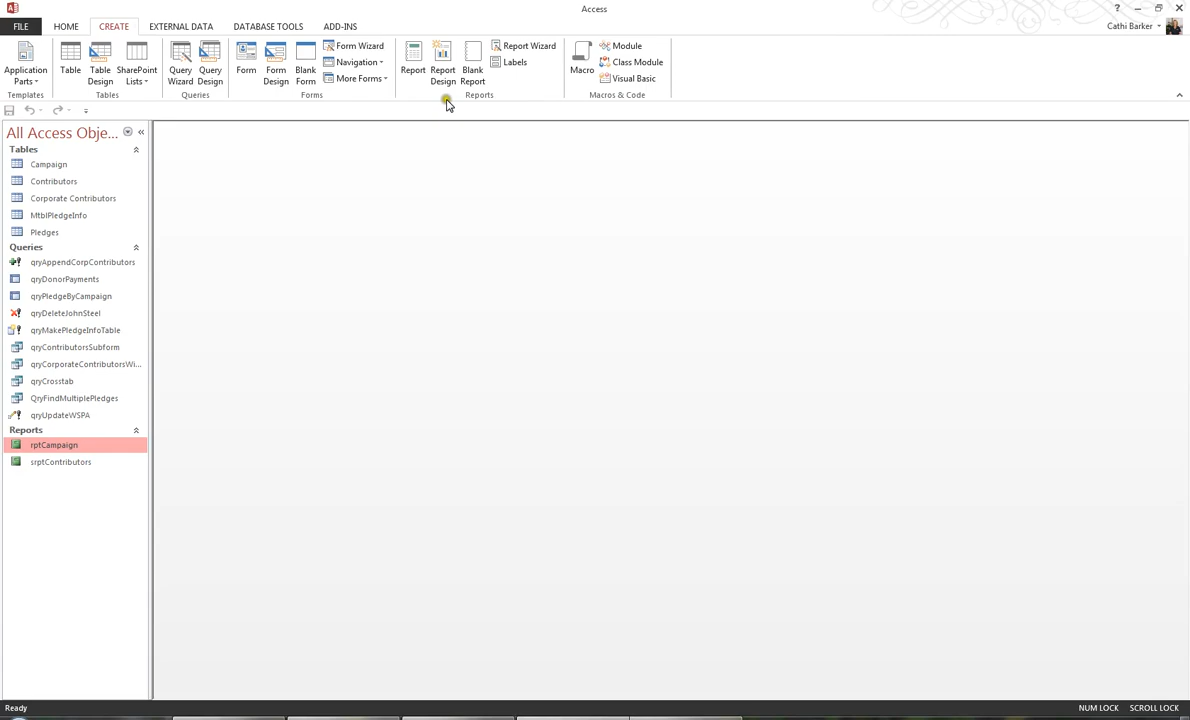 Access
? 
FILE HOME CREATE EXTERNAL DATA DATABASE TOOLS ADD-INS Cathi Barker
Application Parts
Templates
Table
Table Design
SharePoint Lists
Tables
Query Wizard
Query Design
Queries
Form
Form Design
Blank Form
Form Wizard
Navigation
More Forms
Forms
Report
Report Design
Blank Report
Report Wizard
Labels
Reports
Macro
Module
Class Module
Visual Basic
Macros & Code
All Access Obje...
Tables
Campaign
Contributors
Corporate Contributors
MtblPledgeInfo
Pledges
Queries
qryAppendCorpContributors
qryDonorPayments
qryPledgeByCampaign
qryDeleteJohnSteel
qryMakePledgeInfoTable
qryContributorsSubform
qryCorporateContributorsWi...
qryCrosstab
QryFindMultiplePledges
qryUpdateWSPA
Reports
rptCampaign
srptContributors
Ready NUM LOCK SCROLL LOCK